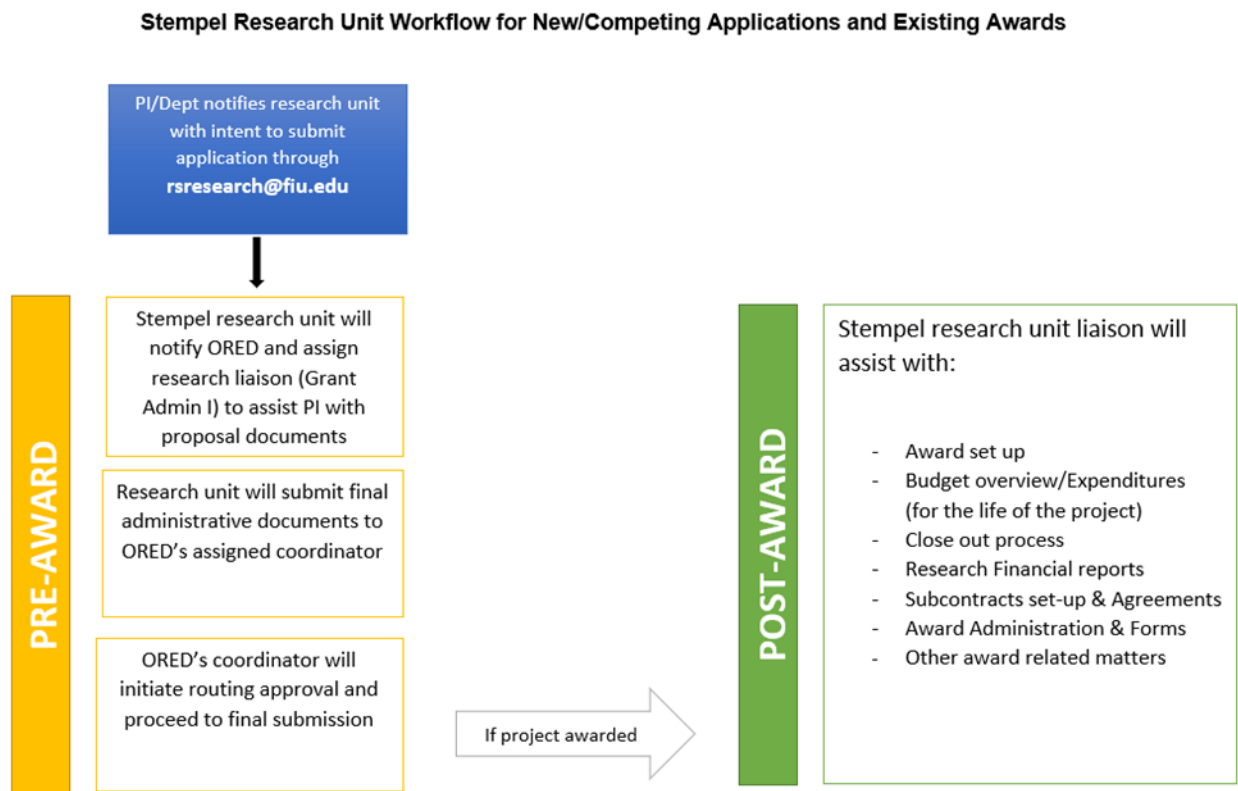 Stempel Research Unit Workflow for New/Competing Applications and Existing Awards
PI/Dept notifies research unit
with intent to submit
application through
rsresearch@fiu.edu
PRE-AWARD
Stempel research unit will
notify ORED and assign
research liaison (Grant
Admin I) to assist PI with
proposal documents
Research unit will submit final
administrative documents to
ORED's assigned coordinator
ORED's coordinator will
initiate routing approval and
proceed to final submission
If project awarded
POST-AWARD
Stempel research unit liaison will
assist with:
- Award set up
- Budget overview/Expenditures
(for the life of the project)
- Close out process
- Research Financial reports
- Subcontracts set-up & Agreements
- Award Administration & Forms
- Other award related matters